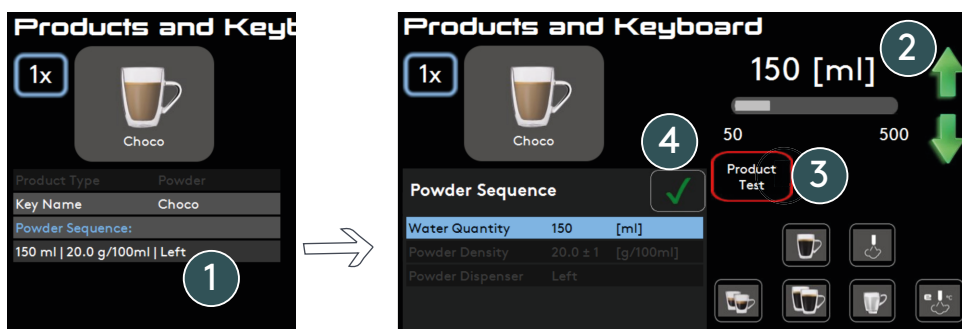 Products and Keyb
1x
Choco
Product Type Powder
Key Name Choco
Powder Sequence:
150 ml | 20.0 g/100ml | Left
1
Products and Keyboard
1x
Choco
150 [ml]
2
50 500
4
Product
Test
3
Powder Sequence
Water Quantity 150 [ml]
Powder Density 20.0 ± 1 [g/100ml]
Powder Dispenser Left